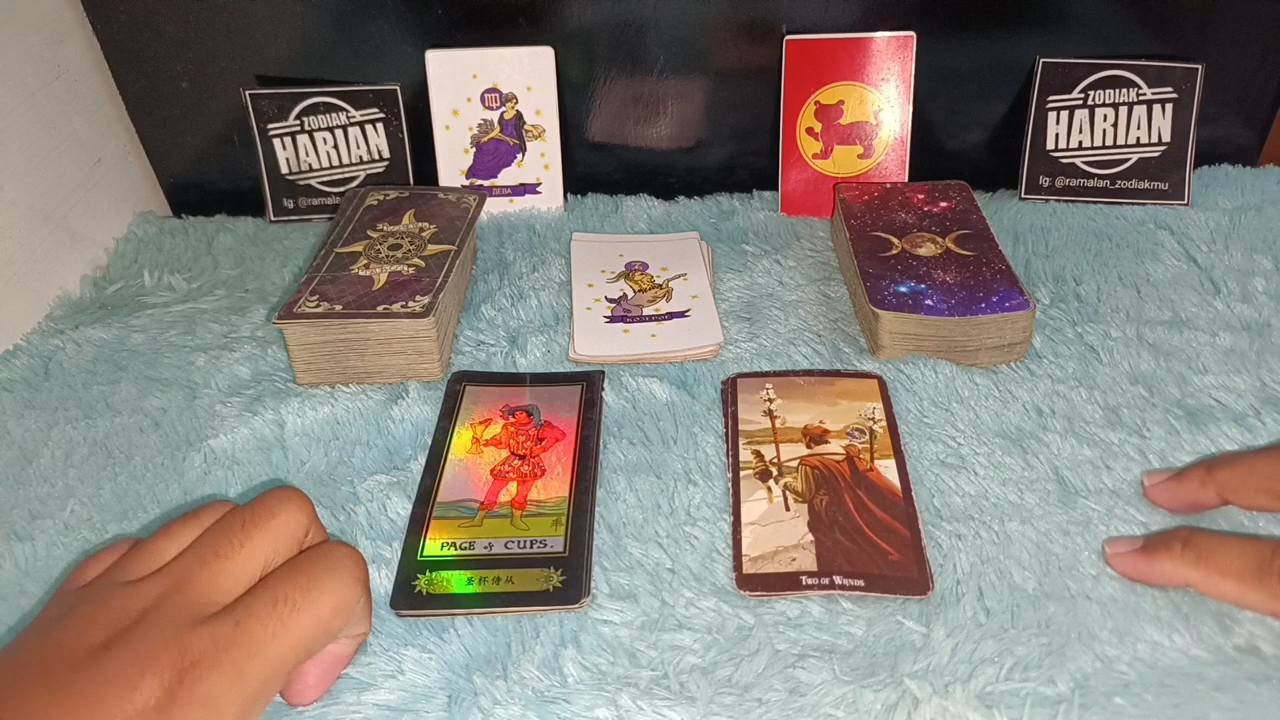 ZODIAK
HARIAN
Ig: @ramala
ДЕВА
ZODIAK
HARIAN
Ig: @ramalan_zodiakmu
КОЗЕРОГ
PAGE of CUPS.
圣杯侍从
TWO OF WANDS